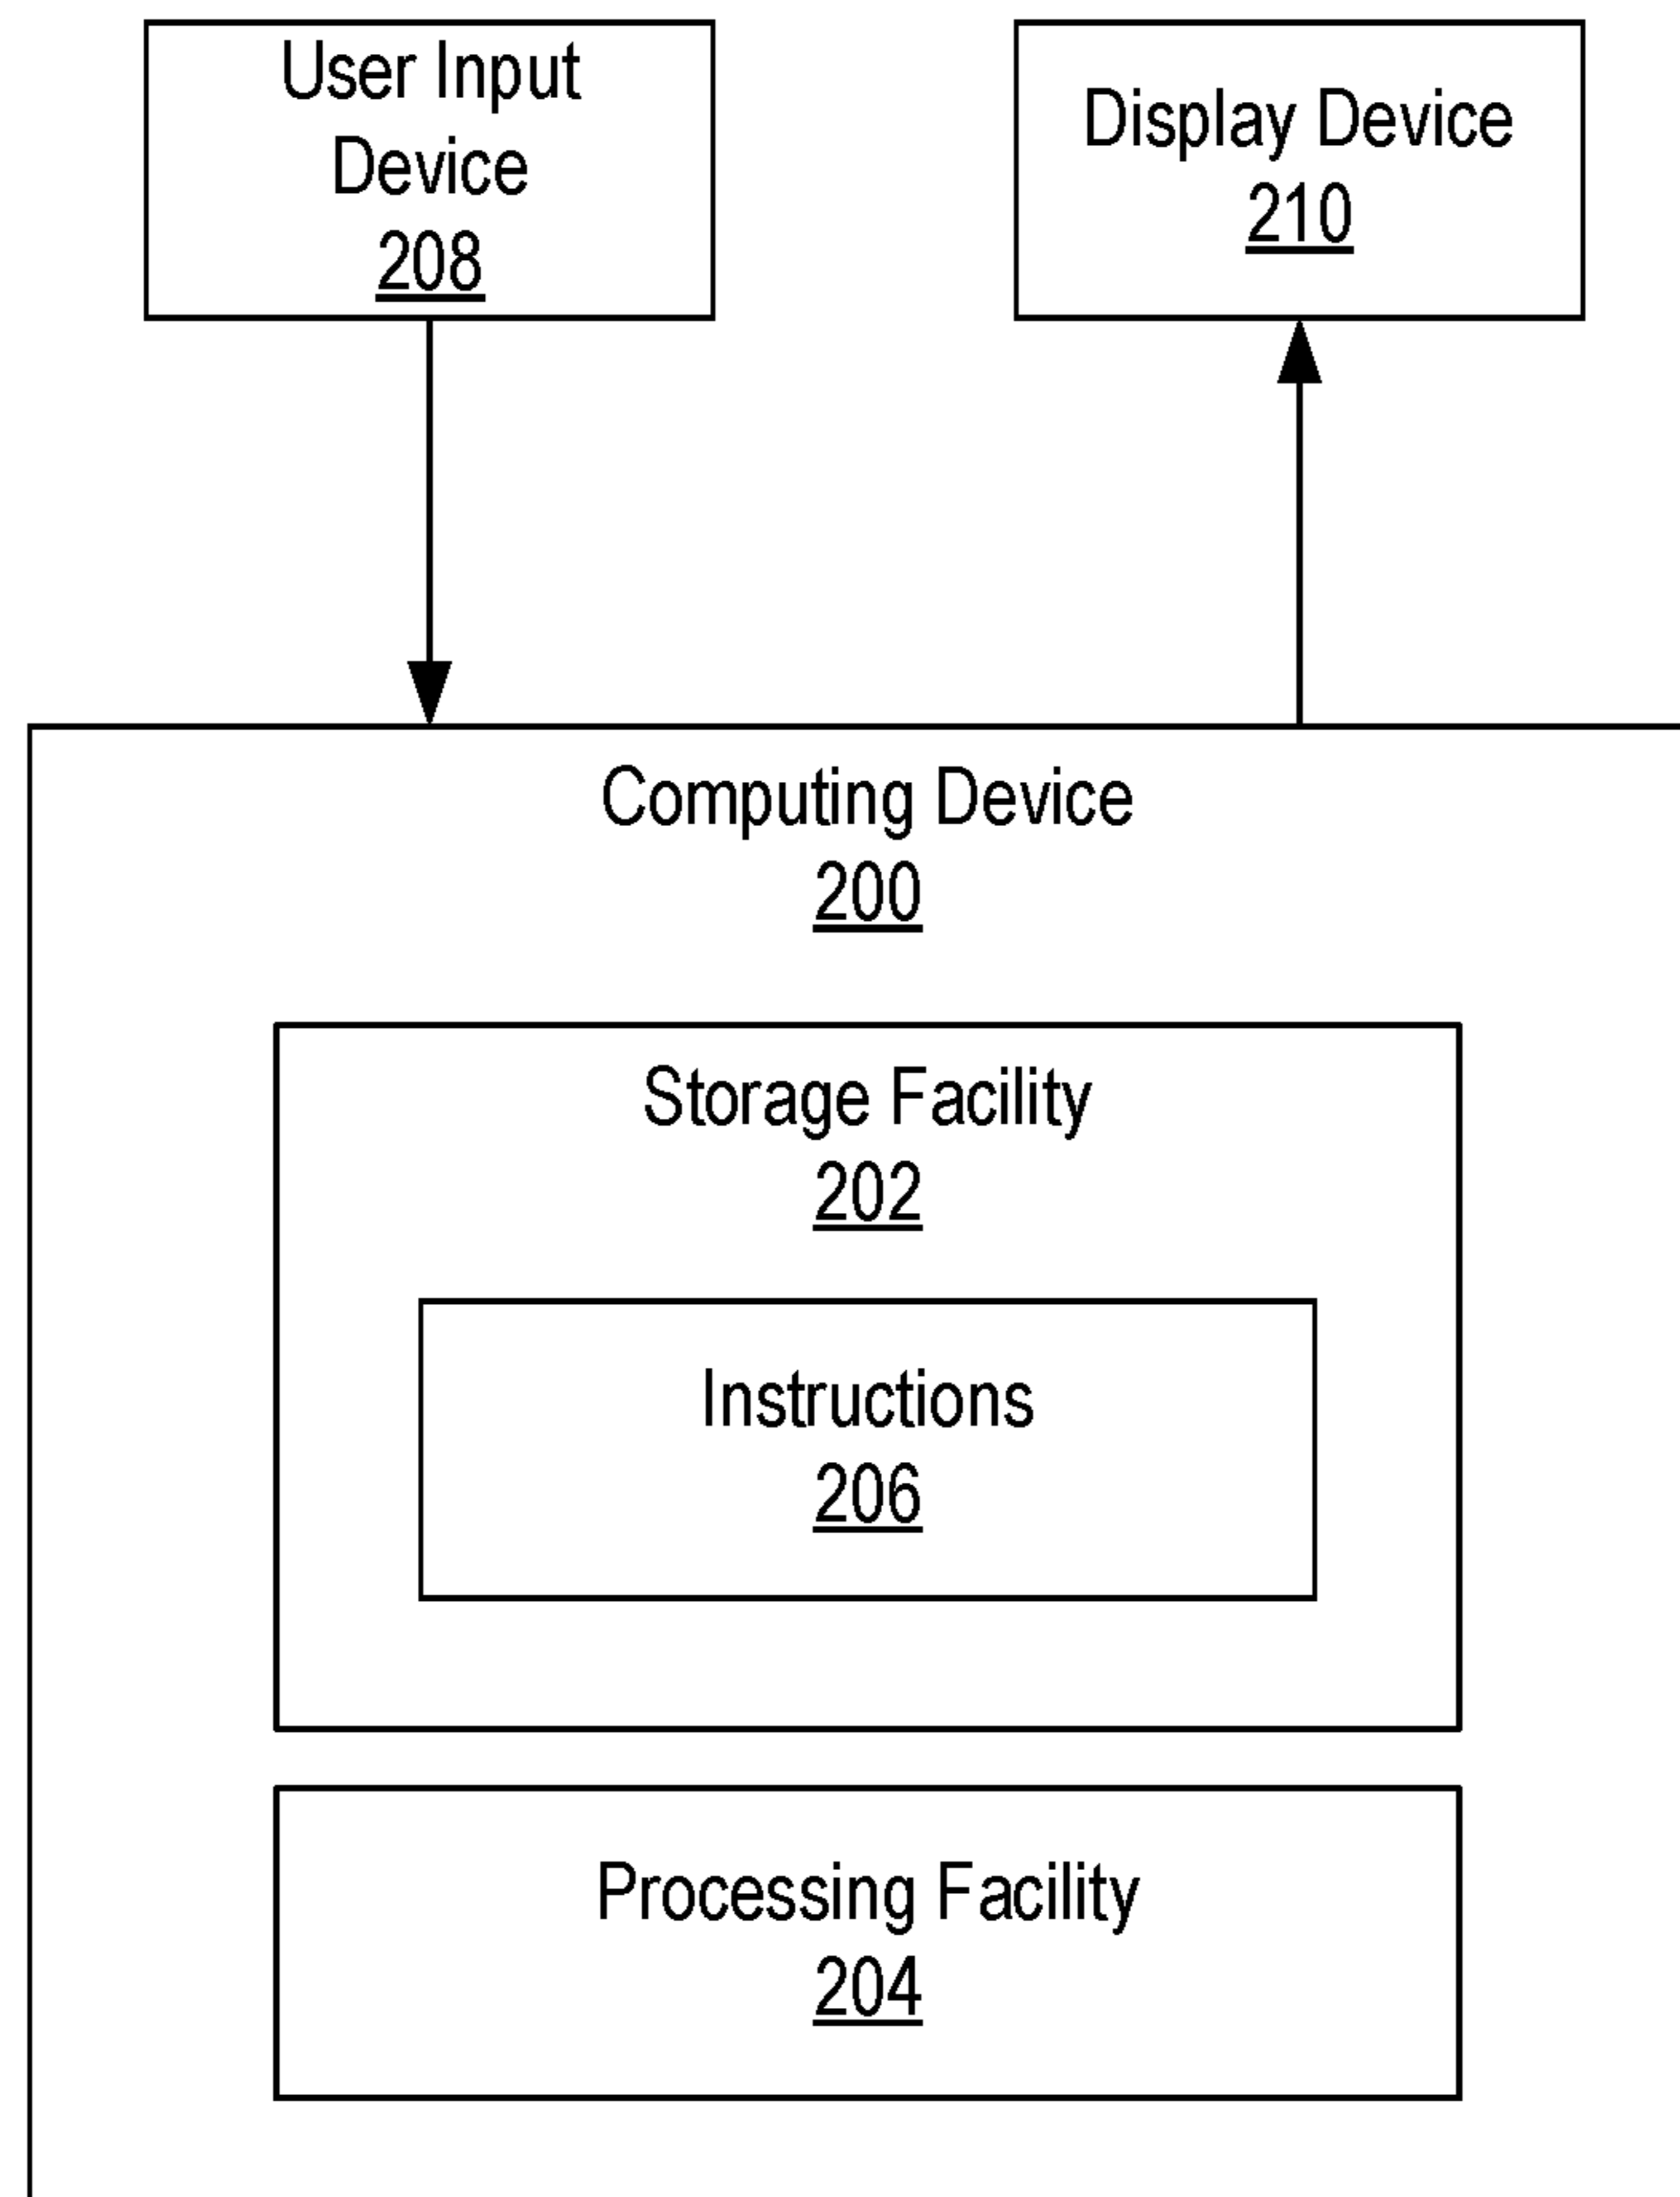 User Input
Device
208
Display Device
210
Computing Device
200
Storage Facility
202
Instructions
206
Processing Facility
204